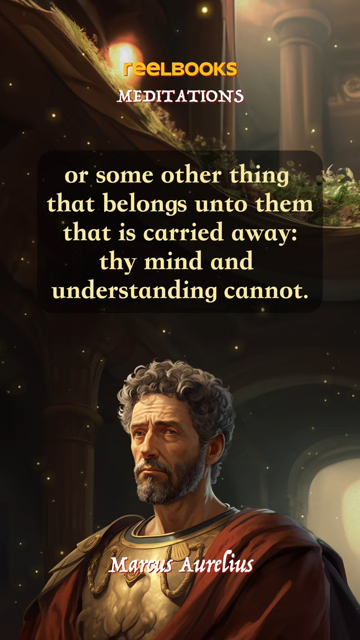 reelBOOKS
MEDITATIONS
or some other thing
that belongs unto them
that is carried away:
thy mind and
understanding cannot.
Marcus Aurelius